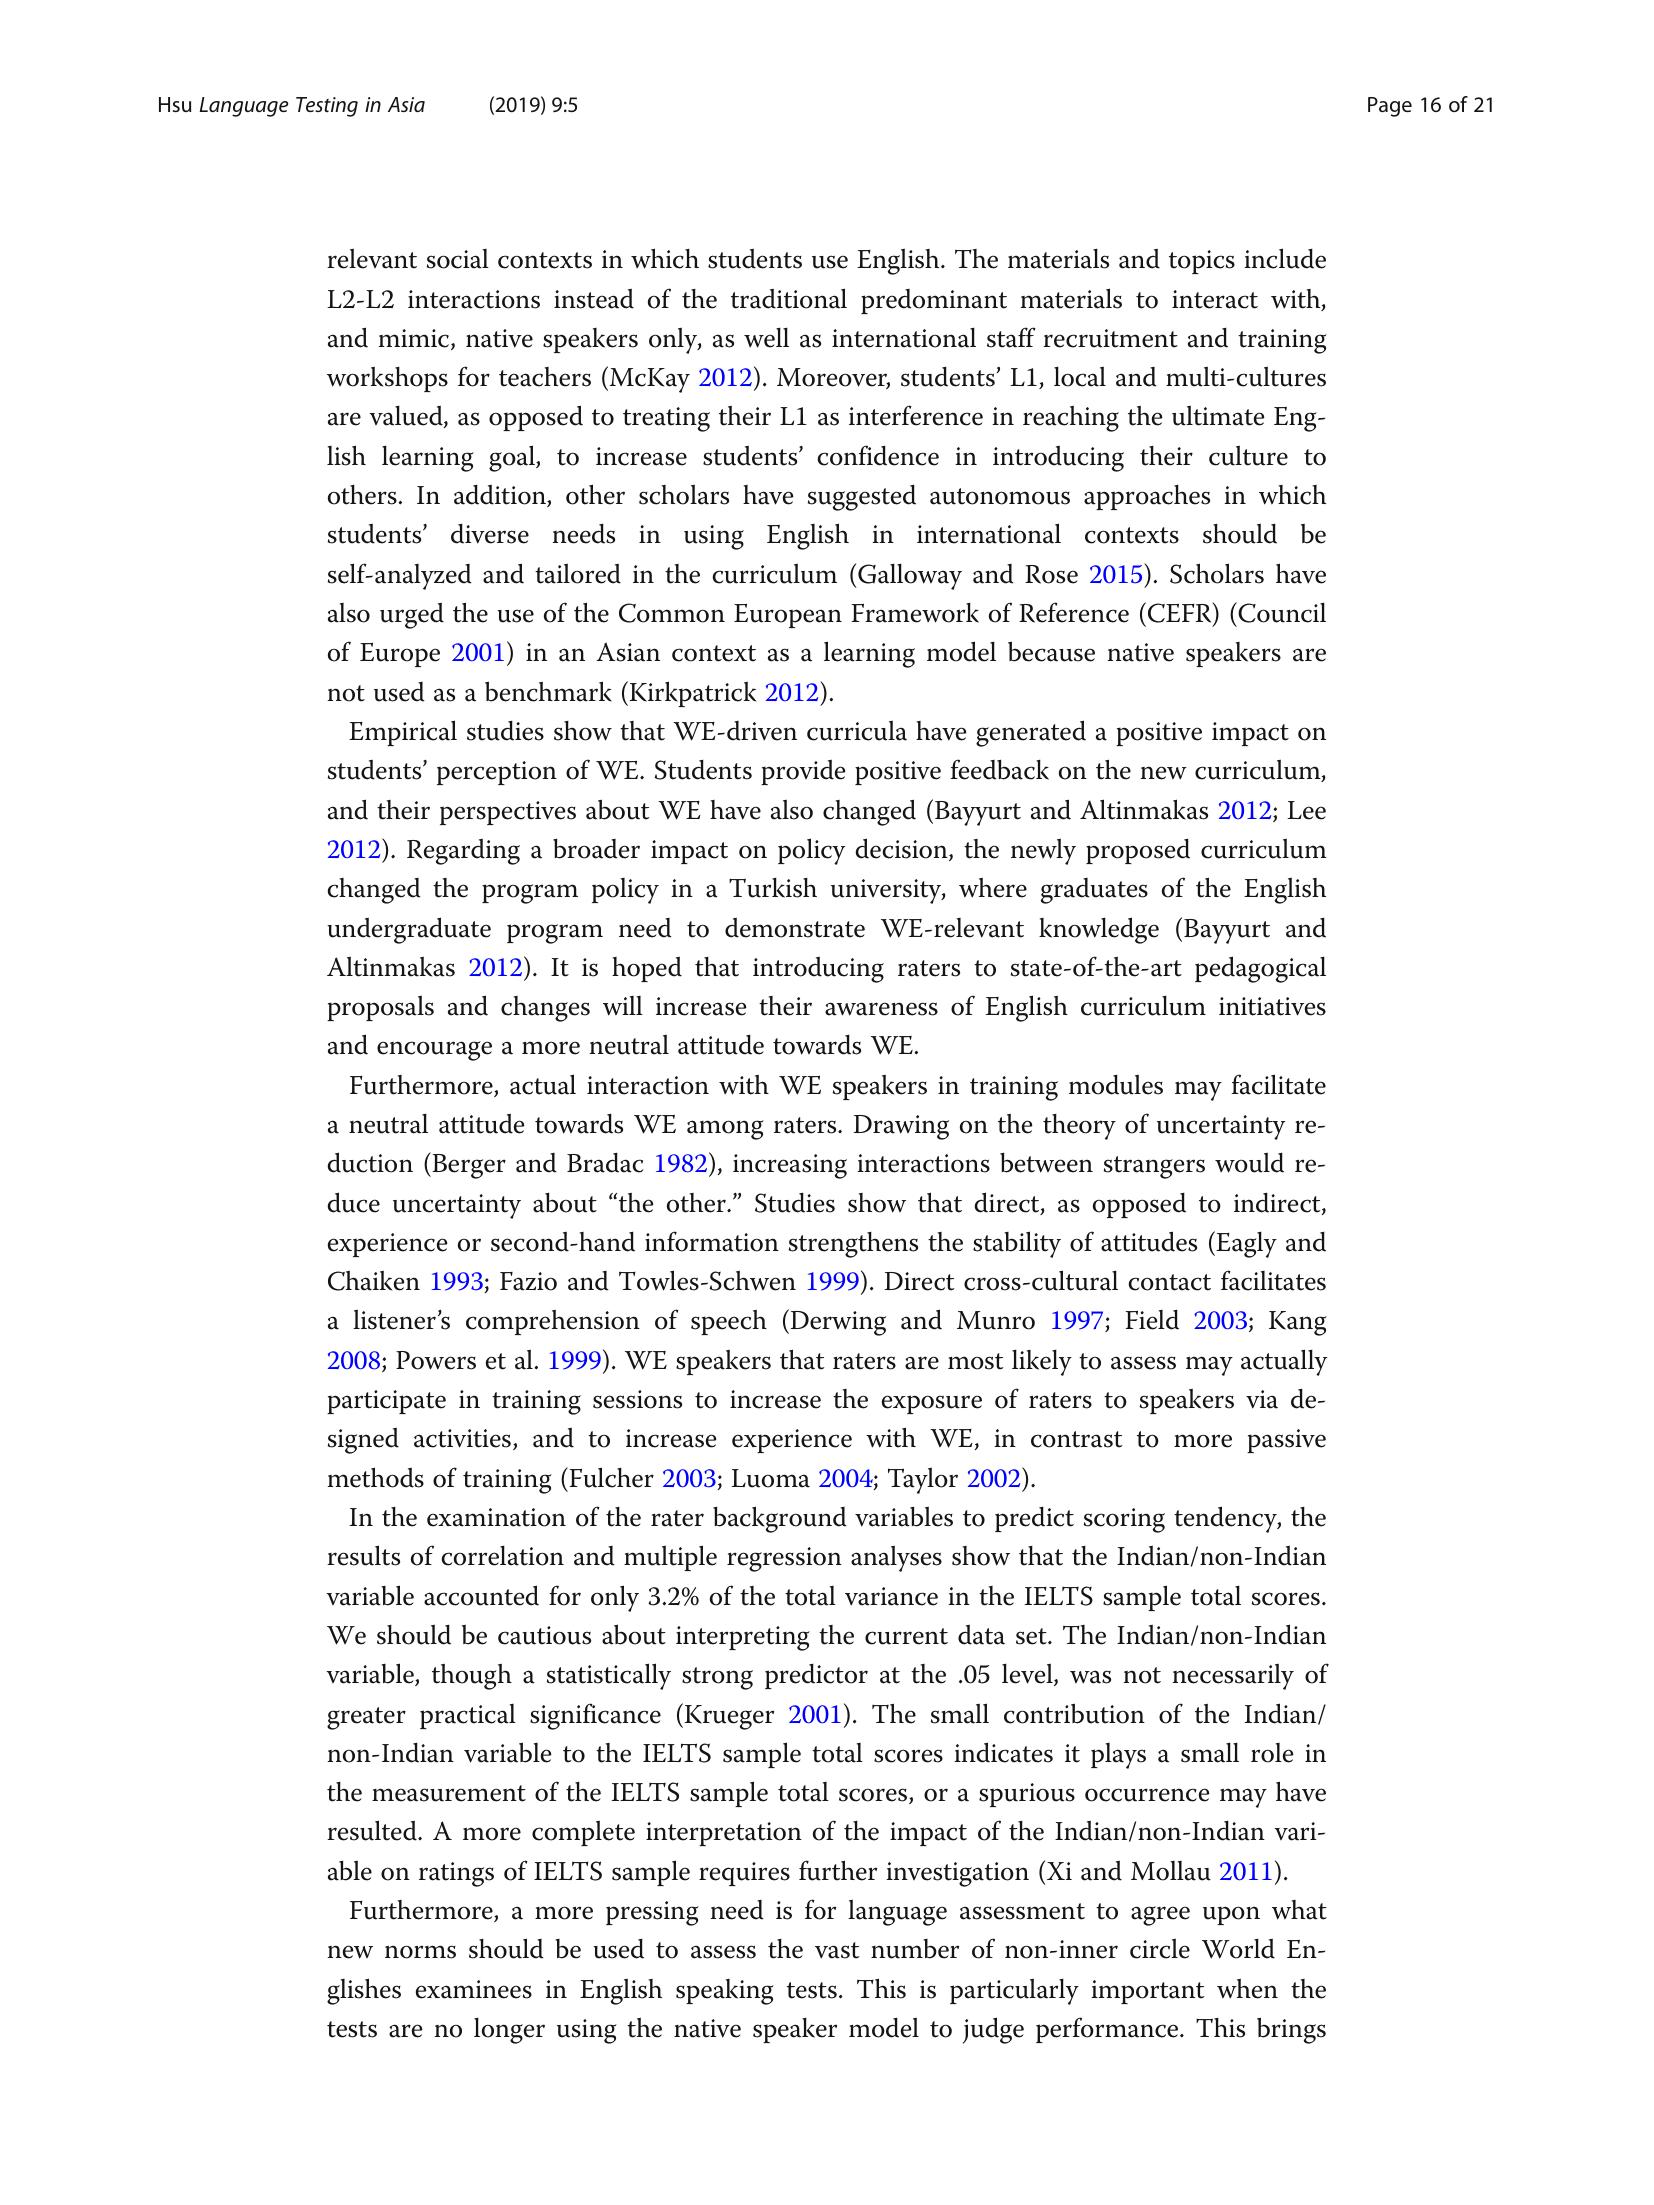 Hsu Language Testing in Asia (2019) 9:5 Page 16 of 21
relevant social contexts in which students use English. The materials and topics include
L2-L2 interactions instead of the traditional predominant materials to interact with,
and mimic, native speakers only, as well as international staff recruitment and training
workshops for teachers (McKay 2012). Moreover, students’ L1, local and multi-cultures
are valued, as opposed to treating their L1 as interference in reaching the ultimate Eng-
lish learning goal, to increase students’ confidence in introducing their culture to
others. In addition, other scholars have suggested autonomous approaches in which
students’ diverse needs in using English in international contexts should be
self-analyzed and tailored in the curriculum (Galloway and Rose 2015). Scholars have
also urged the use of the Common European Framework of Reference (CEFR) (Council
of Europe 2001) in an Asian context as a learning model because native speakers are
not used as a benchmark (Kirkpatrick 2012).
Empirical studies show that WE-driven curricula have generated a positive impact on
students’ perception of WE. Students provide positive feedback on the new curriculum,
and their perspectives about WE have also changed (Bayyurt and Altinmakas 2012; Lee
2012). Regarding a broader impact on policy decision, the newly proposed curriculum
changed the program policy in a Turkish university, where graduates of the English
undergraduate program need to demonstrate WE-relevant knowledge (Bayyurt and
Altinmakas 2012). It is hoped that introducing raters to state-of-the-art pedagogical
proposals and changes will increase their awareness of English curriculum initiatives
and encourage a more neutral attitude towards WE.
Furthermore, actual interaction with WE speakers in training modules may facilitate
a neutral attitude towards WE among raters. Drawing on the theory of uncertainty re-
duction (Berger and Bradac 1982), increasing interactions between strangers would re-
duce uncertainty about “the other.” Studies show that direct, as opposed to indirect,
experience or second-hand information strengthens the stability of attitudes (Eagly and
Chaiken 1993; Fazio and Towles-Schwen 1999). Direct cross-cultural contact facilitates
a listener’s comprehension of speech (Derwing and Munro 1997; Field 2003; Kang
2008; Powers et al. 1999). WE speakers that raters are most likely to assess may actually
participate in training sessions to increase the exposure of raters to speakers via de-
signed activities, and to increase experience with WE, in contrast to more passive
methods of training (Fulcher 2003; Luoma 2004; Taylor 2002).
In the examination of the rater background variables to predict scoring tendency, the
results of correlation and multiple regression analyses show that the Indian/non-Indian
variable accounted for only 3.2% of the total variance in the IELTS sample total scores.
We should be cautious about interpreting the current data set. The Indian/non-Indian
variable, though a statistically strong predictor at the .05 level, was not necessarily of
greater practical significance (Krueger 2001). The small contribution of the Indian/
non-Indian variable to the IELTS sample total scores indicates it plays a small role in
the measurement of the IELTS sample total scores, or a spurious occurrence may have
resulted. A more complete interpretation of the impact of the Indian/non-Indian vari-
able on ratings of IELTS sample requires further investigation (Xi and Mollau 2011).
Furthermore, a more pressing need is for language assessment to agree upon what
new norms should be used to assess the vast number of non-inner circle World En-
glishes examinees in English speaking tests. This is particularly important when the
tests are no longer using the native speaker model to judge performance. This brings